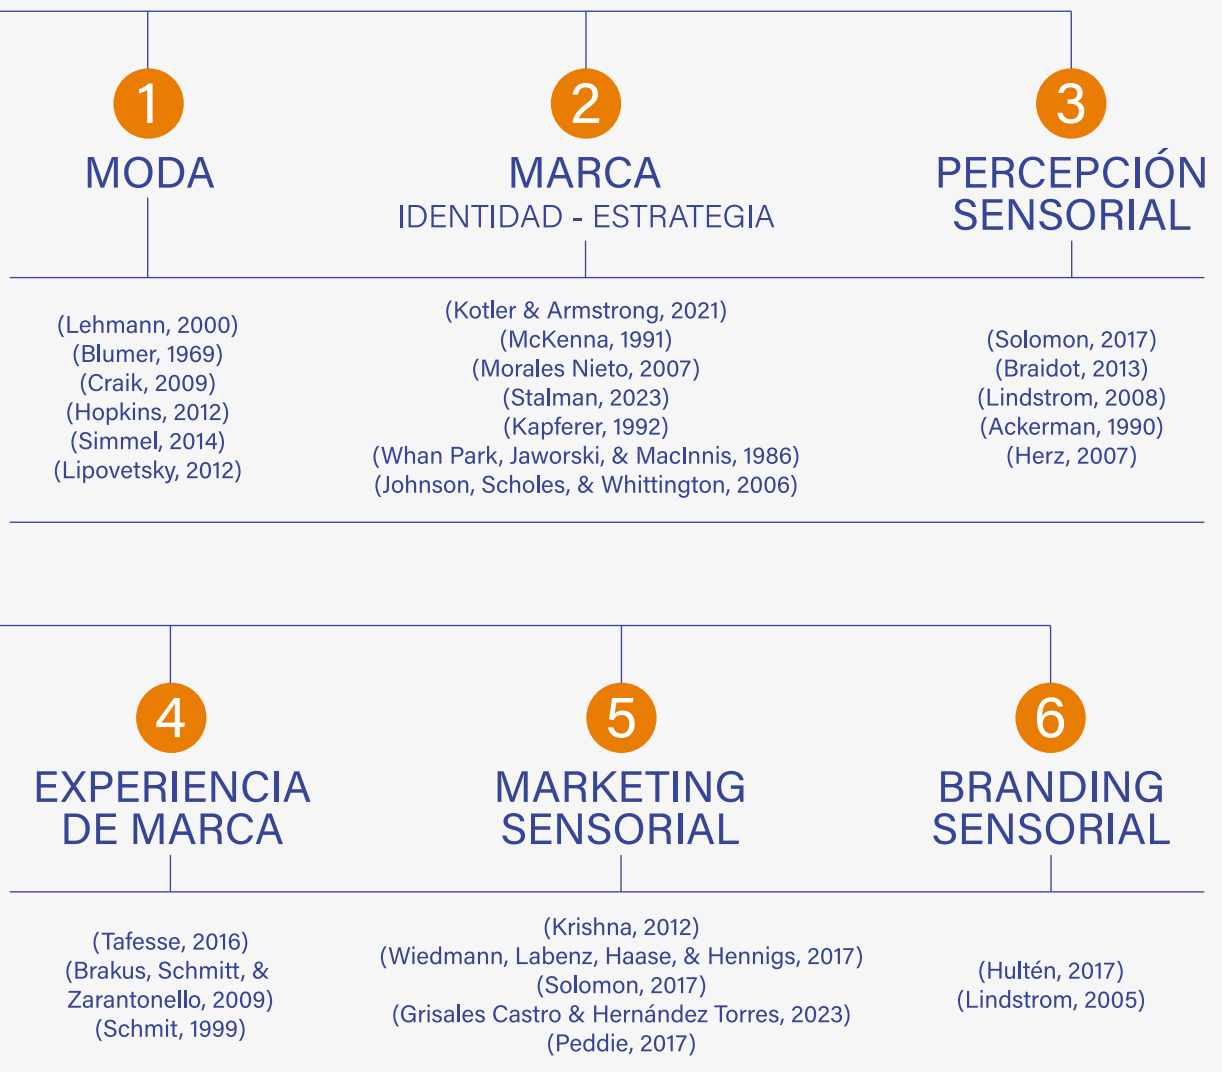 1
MODA
(Lehmann, 2000)
(Blumer, 1969)
(Craik, 2009)
(Hopkins, 2012)
(Simmel, 2014)
(Lipovetsky, 2012)
2
MARCA
IDENTIDAD - ESTRATEGIA
(Kotler & Armstrong, 2021)
(McKenna, 1991)
(Morales Nieto, 2007)
(Stalman, 2023)
(Kapferer, 1992)
(Whan Park, Jaworski, & MacInnis, 1986)
(Johnson, Scholes, & Whittington, 2006)
3
PERCEPCIÓN
SENSORIAL
(Solomon, 2017)
(Braidot, 2013)
(Lindstrom, 2008)
(Ackerman, 1990)
(Herz, 2007)
4
EXPERIENCIA
DE MARCA
(Tafesse, 2016)
(Brakus, Schmitt, &
Zarantonello, 2009)
(Schmit, 1999)
5
MARKETING
SENSORIAL
(Krishna, 2012)
(Wiedmann, Labenz, Haase, & Hennigs, 2017)
(Solomon, 2017)
(Grisales Castro & Hernández Torres, 2023)
(Peddie, 2017)
6
BRANDING
SENSORIAL
(Hultén, 2017)
(Lindstrom, 2005)